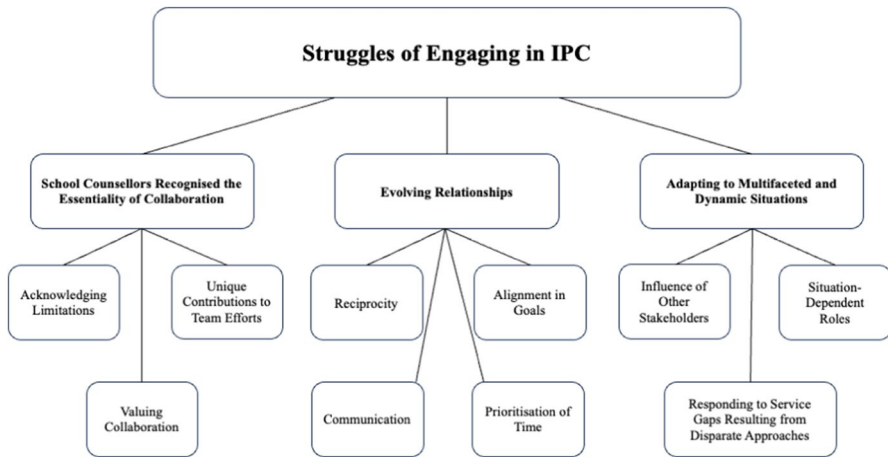 Struggles of Engaging in IPC
School Counsellors Recognised the
Essentiality of Collaboration
Evolving Relationships
Adapting to Multifaceted and
Dynamic Situations
Acknowledging
Limitations
Unique
Contributions to
Team Efforts
Reciprocity
Alignment in
Goals
Influence of
Other
Stakeholders
Situation-
Dependent
Roles
Valuing
Collaboration
Communication
Prioritisation of
Time
Responding to Service
Gaps Resulting from
Disparate Approaches